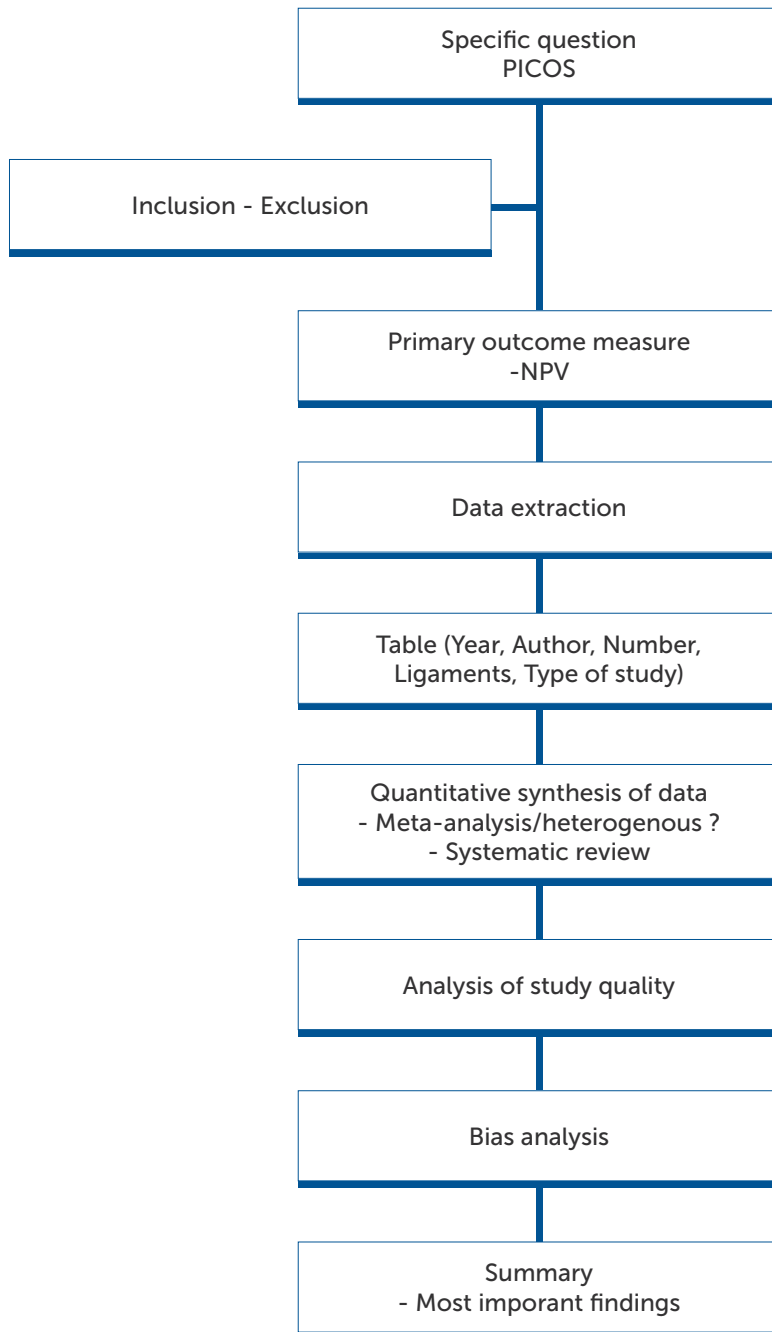 Specific question
PICOS
Inclusion - Exclusion
Primary outcome measure
-NPV
Data extraction
Table (Year, Author, Number,
Ligaments, Type of study)
Quantitative synthesis of data
- Meta-analysis/heterogenous ?
- Systematic review
Analysis of study quality
Bias analysis
Summary
- Most imporant findings